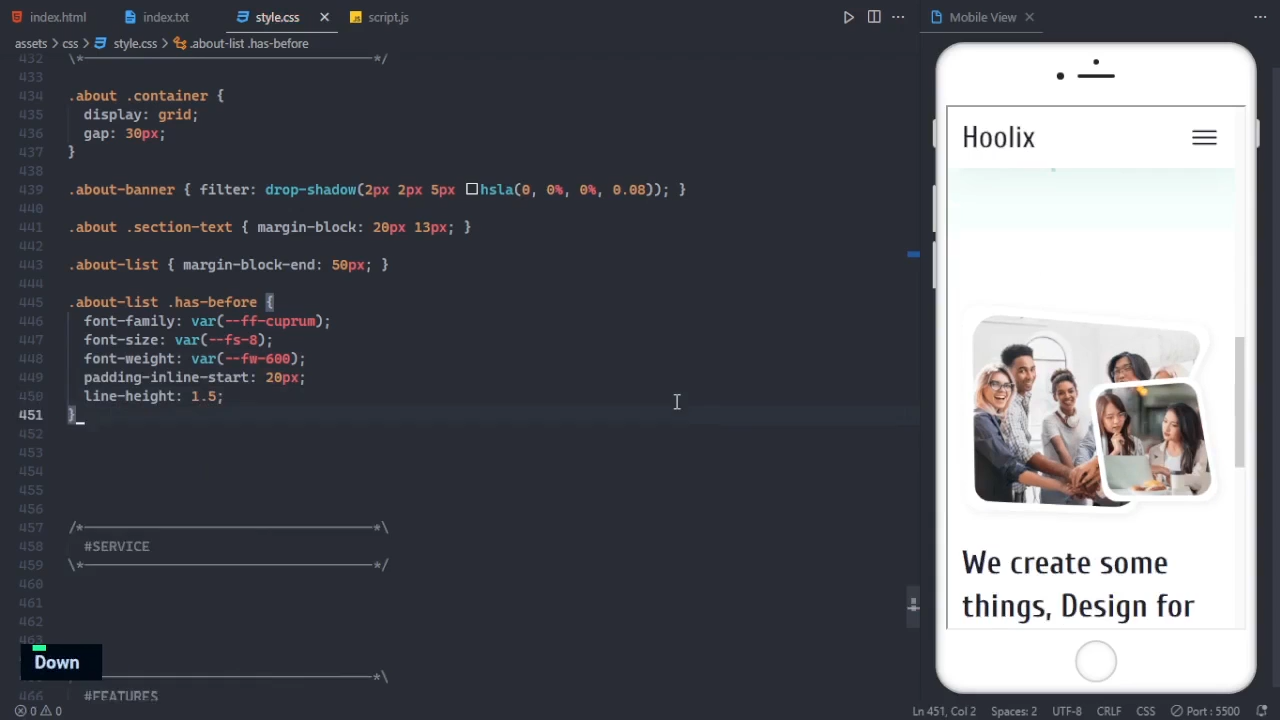 index.html index.txt style.css script.js Mobile View
assets > css > style.css > .about-list .has-before
432 \*-----------------------------------*/
433
434 .about .container {
435 display: grid;
436 gap: 30px;
437 }
438
439 .about-banner { filter: drop-shadow(2px 2px 5px hsla(0, 0%, 0%, 0.08)); }
440
441 .about .section-text { margin-block: 20px 13px; }
442
443 .about-list { margin-block-end: 50px; }
444
445 .about-list .has-before {
446 font-family: var(--ff-cuprum);
447 font-size: var(--fs-8);
448 font-weight: var(--fw-600);
449 padding-inline-start: 20px;
450 line-height: 1.5;
451 }
452
453
454
455
456
457 /*-----------------------------------*\
458 #SERVICE
459 \*-----------------------------------*/
460
461
462
463
*\
466 #FEATURES
Down
Hoolix
We create some
things, Design for
0 0 Ln 451, Col 2 Spaces: 2 UTF-8 CRLF CSS Port : 5500